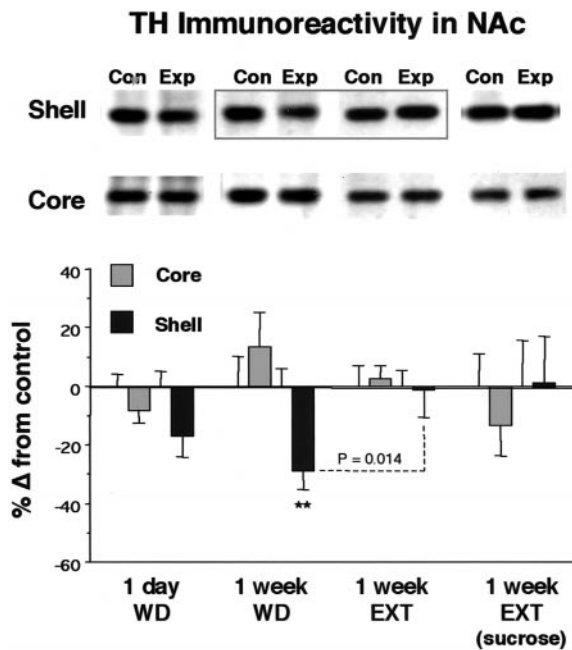 TH Immunoreactivity in NAc
Con Exp Con Exp Con Exp Con Exp
Shell
Core
40
20
0
-20
-40
-60
% Δ from control
Core
Shell
P = 0.014
**
1 day 1 week 1 week 1 week
WD WD EXT EXT
(sucrose)